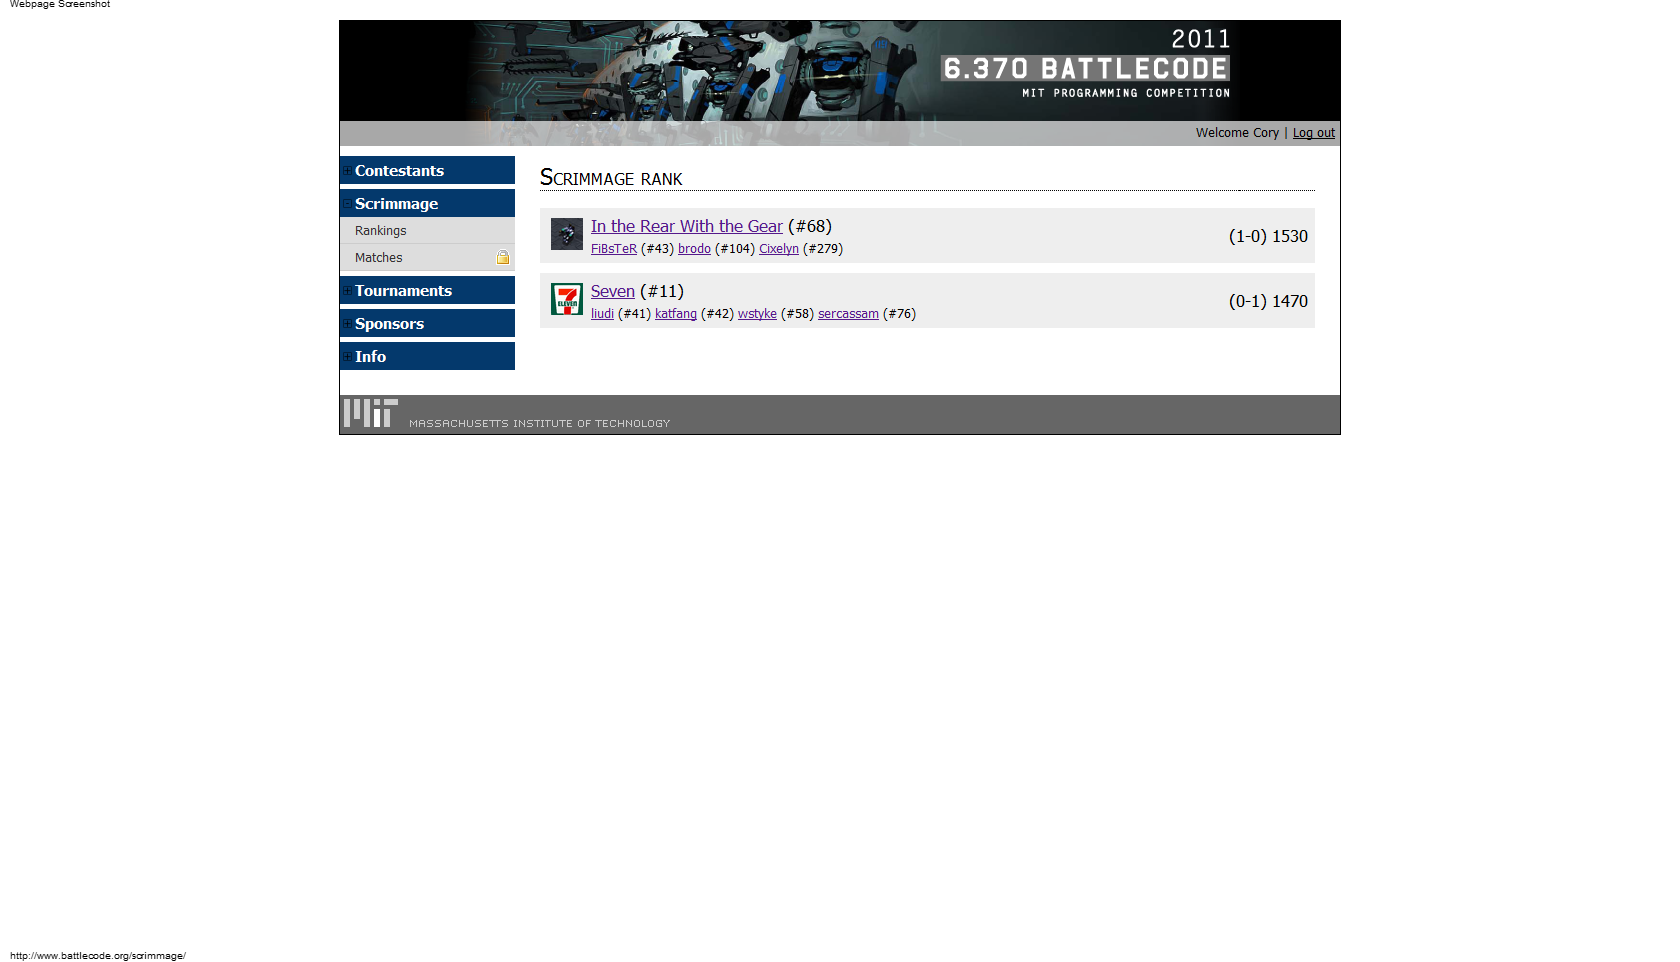 Webpage Screenshot
2011
6.370 BATTLECODE
MIT PROGRAMMING COMPETITION
Welcome Cory | Log out
Contestants
Scrimmage
Rankings
Matches
Tournaments
Sponsors
Info
SCRIMMAGE RANK
In the Rear With the Gear (#68)
FiBsTeR (#43) brodo (#104) Cixelyn (#279)
(1-0) 1530
7
ELEVEN
Seven (#11)
liudi (#41) katfang (#42) wstyke (#58) sercassam (#76)
(0-1) 1470
MIT MASSACHUSETTS INSTITUTE OF TECHNOLOGY
http://www.battlecode.org/scrimmage/